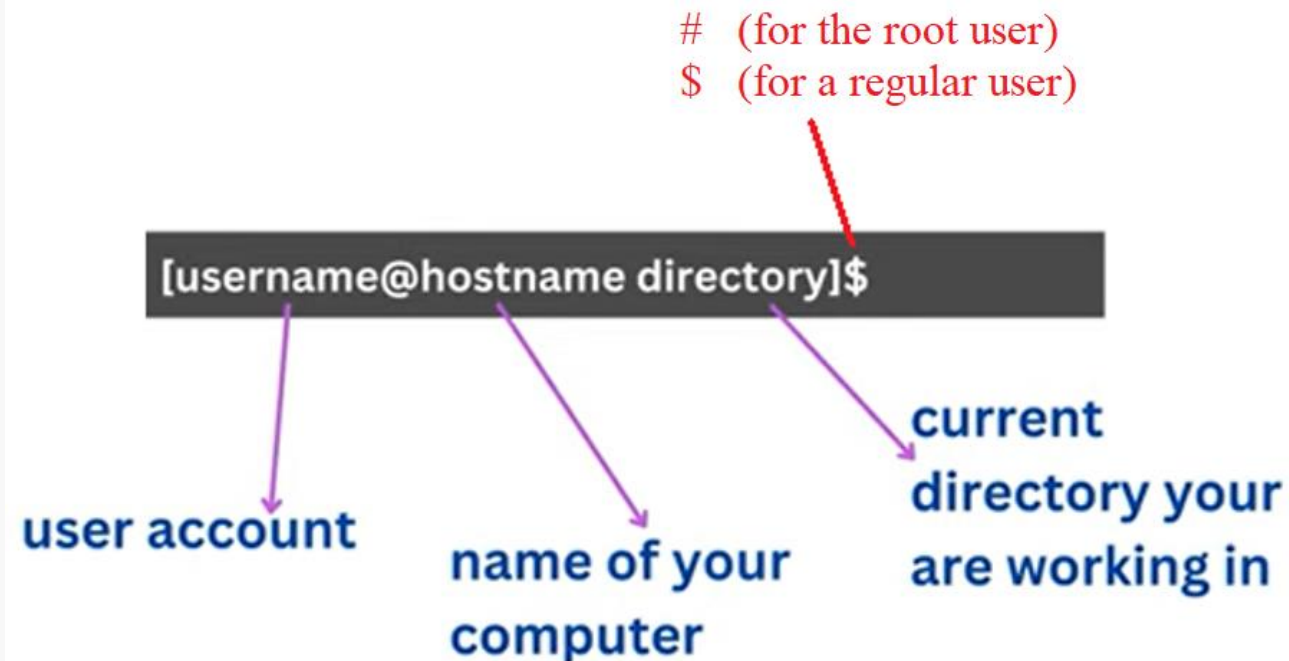 # (for the root user)
$ (for a regular user)
[username@hostname directory]$
user account
name of your
computer
current
directory your
are working in